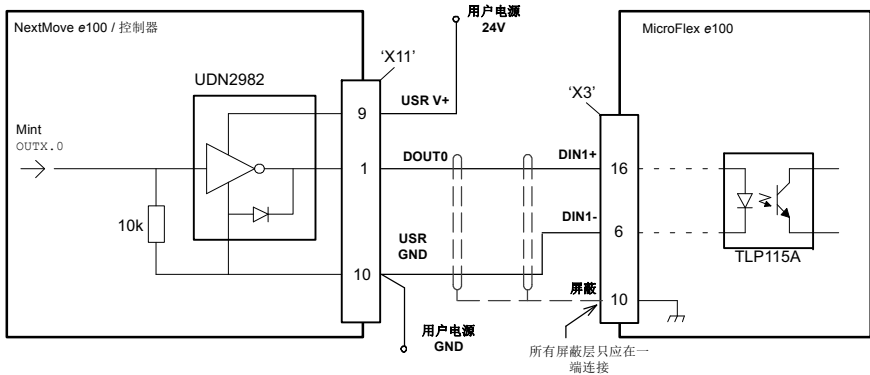 NextMove e100 / 控制器
用户电源
24V
MicroFlex e100
UDN2982
'X11'
USR V+
'X3'
9
Mint
OUTX.0
1
DOUT0
DIN1+
16
10k
DIN1-
6
TLP115A
USR
GND
10
屏蔽
10
用户电源
GND
所有屏蔽层只应在一
端连接